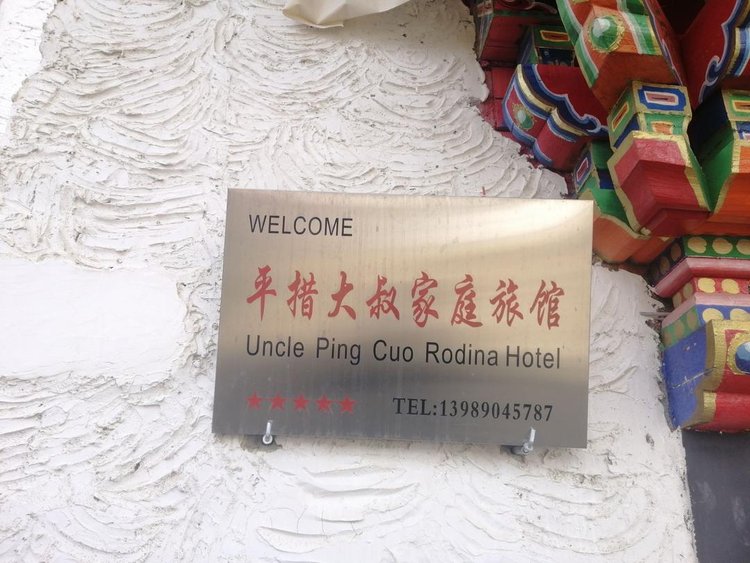 WELCOME
平措大叔家庭旅馆
Uncle Ping Cuo Rodina Hotel
★★★★★ TEL:13989045787